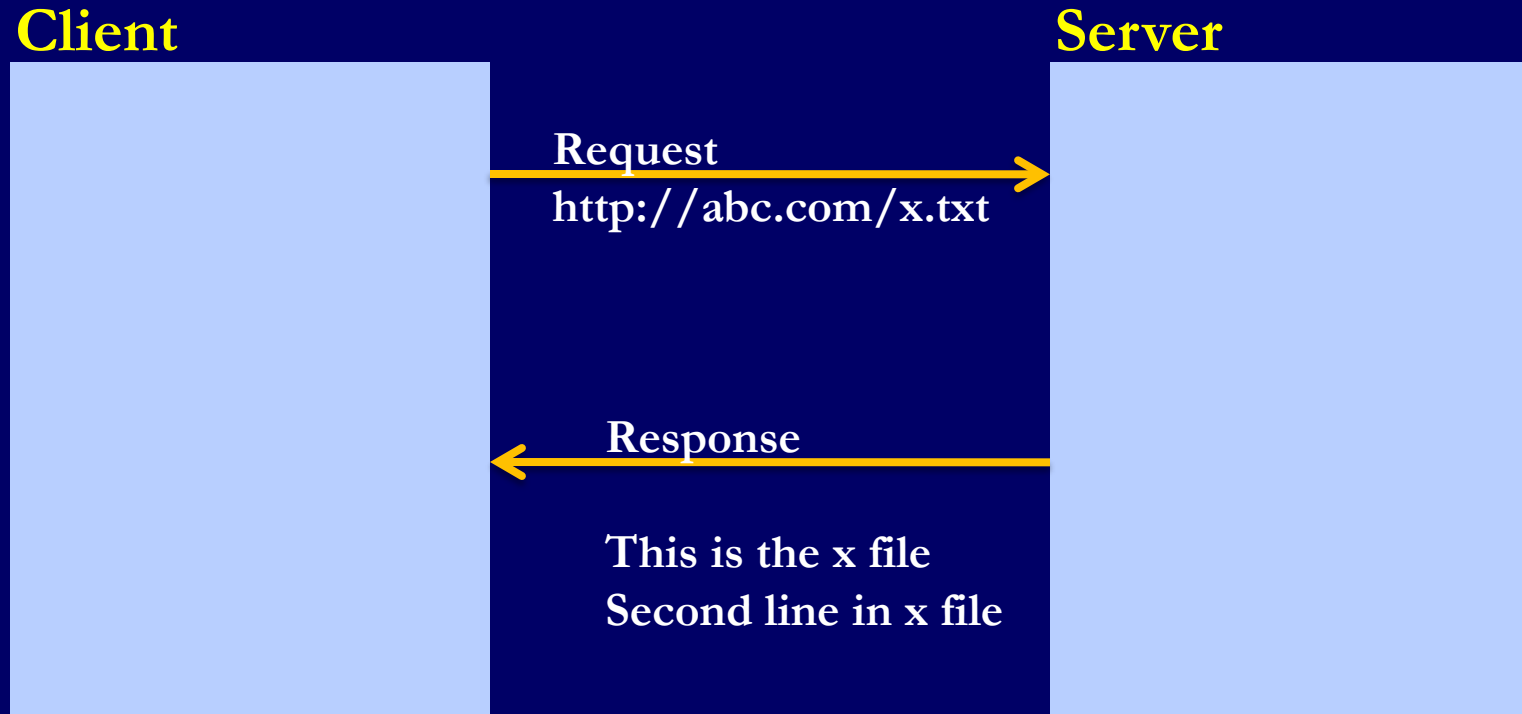 Client
Server
Request
http://abc.com/x.txt
Response
This is the x file
Second line in x file